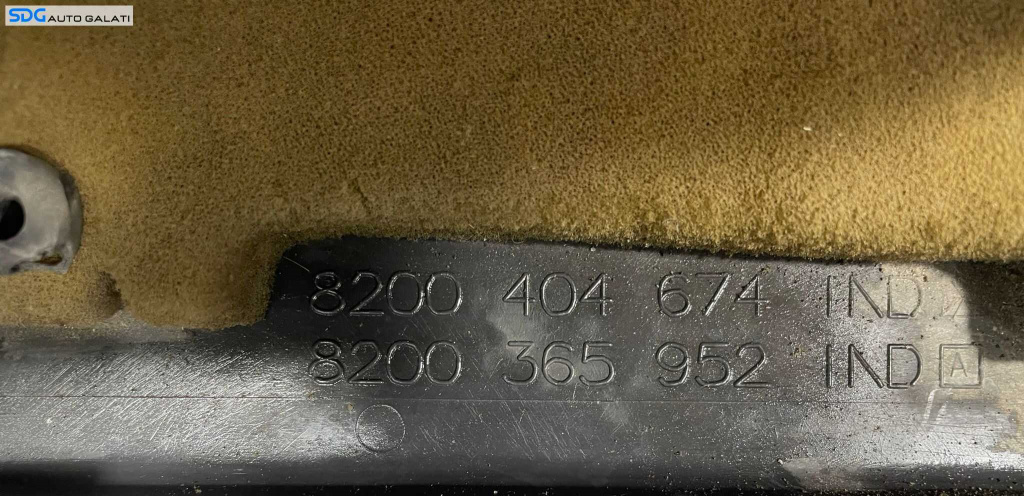 SDG AUTO GALATI
8200 404 674 IND
8200 365 952 IND A